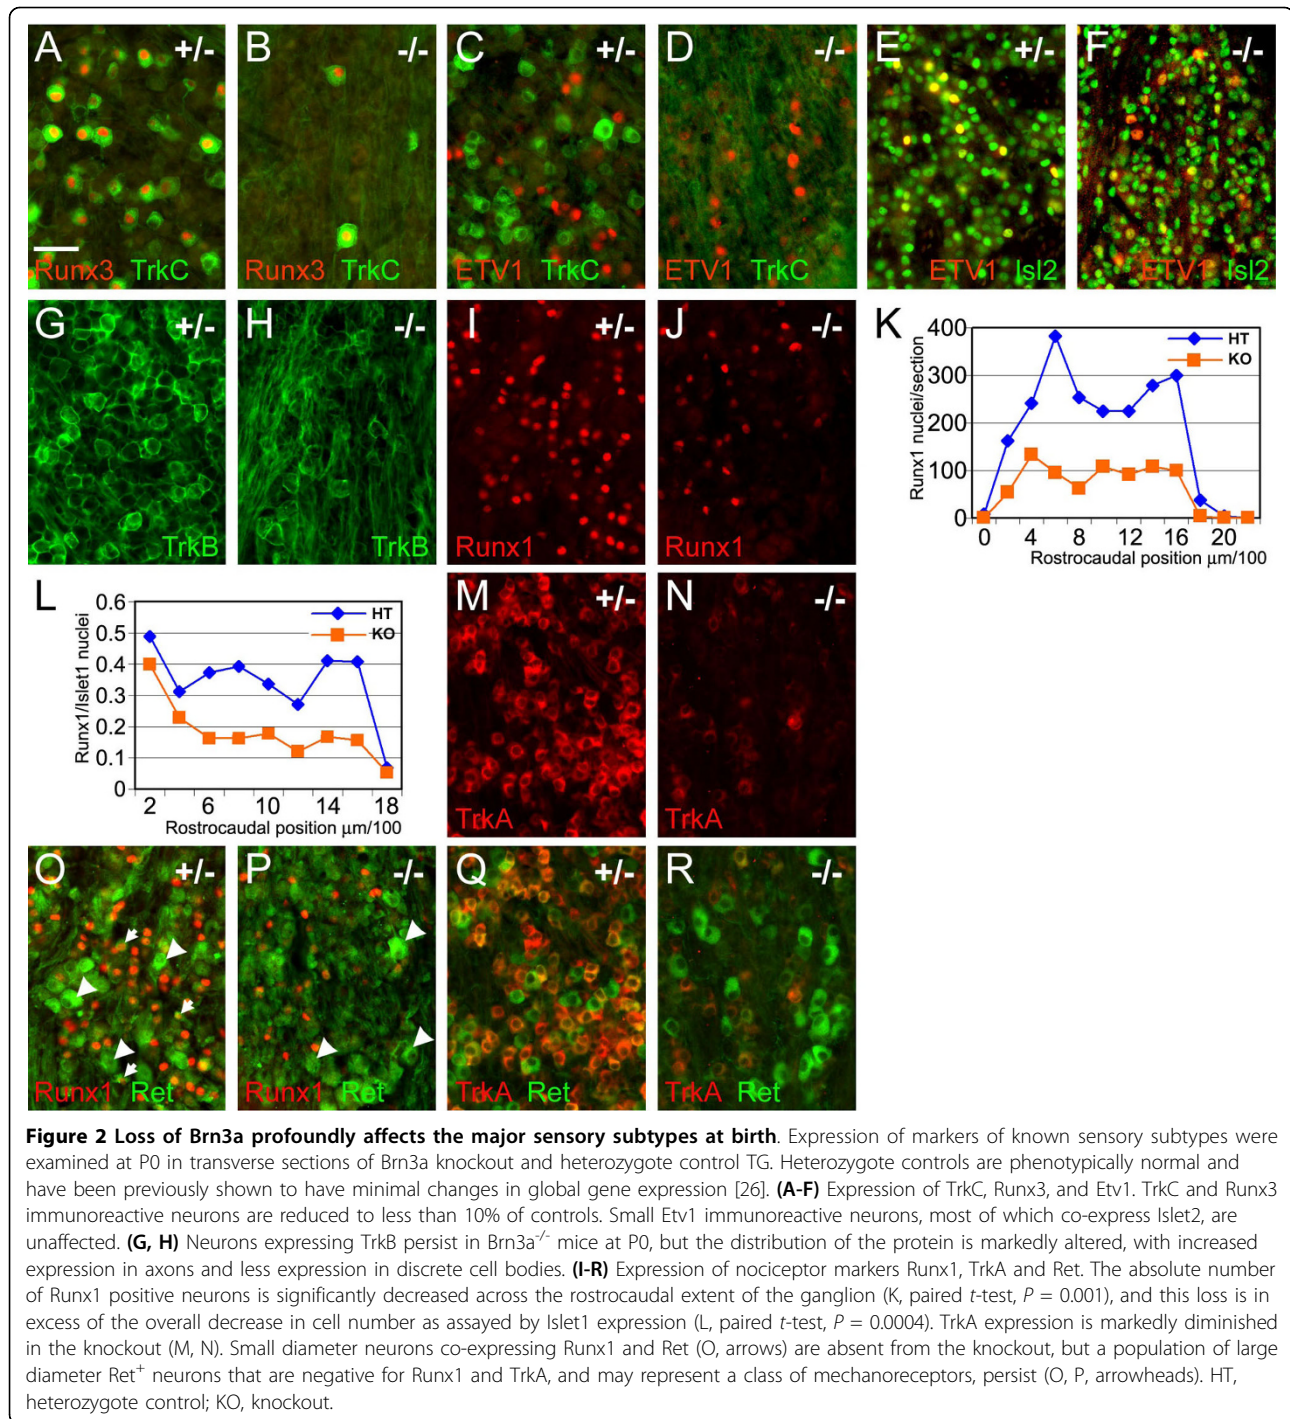 A +/-
B -/-
C +/-
D -/-
E +/-
F -/-
Runx3 TrkC
Runx3 TrkC
ETV1 TrkC
ETV1 TrkC
ETV1 Isl2
ETV1 Isl2
G +/-
H -/-
I +/-
J -/-
TrkB
TrkB
Runx1
Runx1
K
Runx1 nuclei/section
400
300
200
100
0
HT
KO
0 4 8 12 16 20
Rostrocaudal position μm/100
L
Runx1/Islet1 nuclei
0.6
0.5
0.4
0.3
0.2
0.1
0
HT
KO
2 6 10 14 18
Rostrocaudal position μm/100
M +/-
N -/-
TrkA
TrkA
O +/-
P -/-
Q +/-
R -/-
Runx1 Ret
Runx1 Ret
TrkA Ret
TrkA Ret
Figure 2 Loss of Brn3a profoundly affects the major sensory subtypes at birth. Expression of markers of known sensory subtypes were
examined at P0 in transverse sections of Brn3a knockout and heterozygote control TG. Heterozygote controls are phenotypically normal and
have been previously shown to have minimal changes in global gene expression [26]. (A-F) Expression of TrkC, Runx3, and Etv1. TrkC and Runx3
immunoreactive neurons are reduced to less than 10% of controls. Small Etv1 immunoreactive neurons, most of which co-express Islet2, are
unaffected. (G, H) Neurons expressing TrkB persist in Brn3a-/- mice at P0, but the distribution of the protein is markedly altered, with increased
expression in axons and less expression in discrete cell bodies. (I-R) Expression of nociceptor markers Runx1, TrkA and Ret. The absolute number
of Runx1 positive neurons is significantly decreased across the rostrocaudal extent of the ganglion (K, paired t-test, P = 0.001), and this loss is in
excess of the overall decrease in cell number as assayed by Islet1 expression (L, paired t-test, P = 0.0004). TrkA expression is markedly diminished
in the knockout (M, N). Small diameter neurons co-expressing Runx1 and Ret (O, arrows) are absent from the knockout, but a population of large
diameter Ret+ neurons that are negative for Runx1 and TrkA, and may represent a class of mechanoreceptors, persist (O, P, arrowheads). HT,
heterozygote control; KO, knockout.